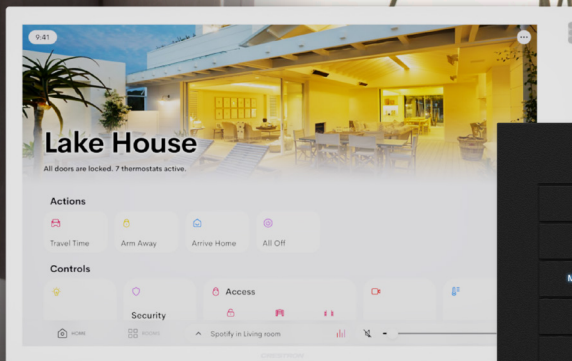 9:41
Lake House
All doors are locked. 7 thermostats active.
Actions
Travel Time
Arm Away
Arrive Home
All Off
Controls
Access
Security
HOME
ROOMS
Spotify in Living room
M